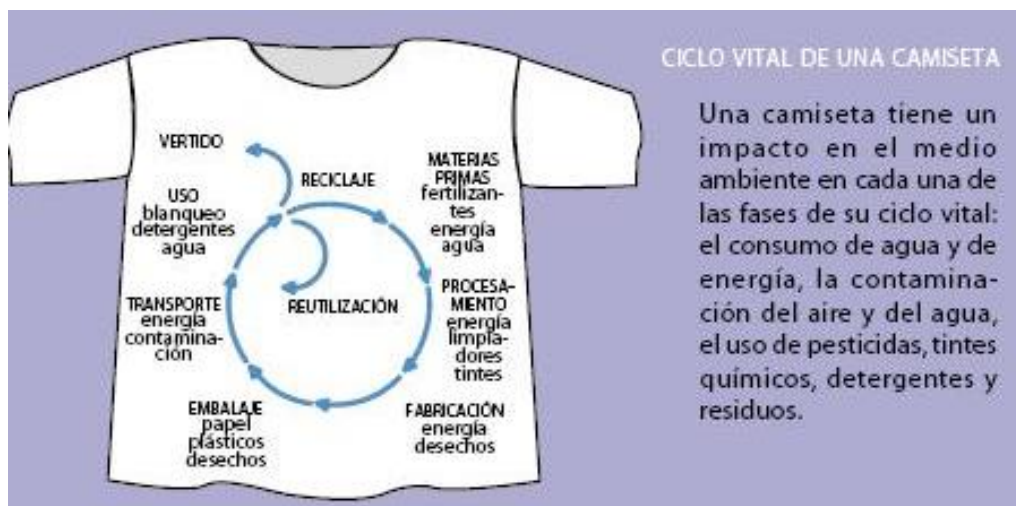 CICLO VITAL DE UNA CAMISETA
Una camiseta tiene un
impacto en el medio
ambiente en cada una de
las fases de su ciclo vital:
el consumo de agua y de
energía, la contamina-
ción del aire y del agua,
el uso de pesticidas, tintes
químicos, detergentes y
residuos.
VERTIDO
RECICLAJE
MATERIAS
PRIMAS
fertilizan-
tes
energía
agua
PROCESA-
MIENTO
energía
limpia-
dores
tintes
FABRICACIÓN
energía
desechos
EMBALAJE
papel
plásticos
desechos
TRANSPORTE
energía
contamina-
ción
USO
blanqueo
detergentes
agua
REUTILIZACIÓN